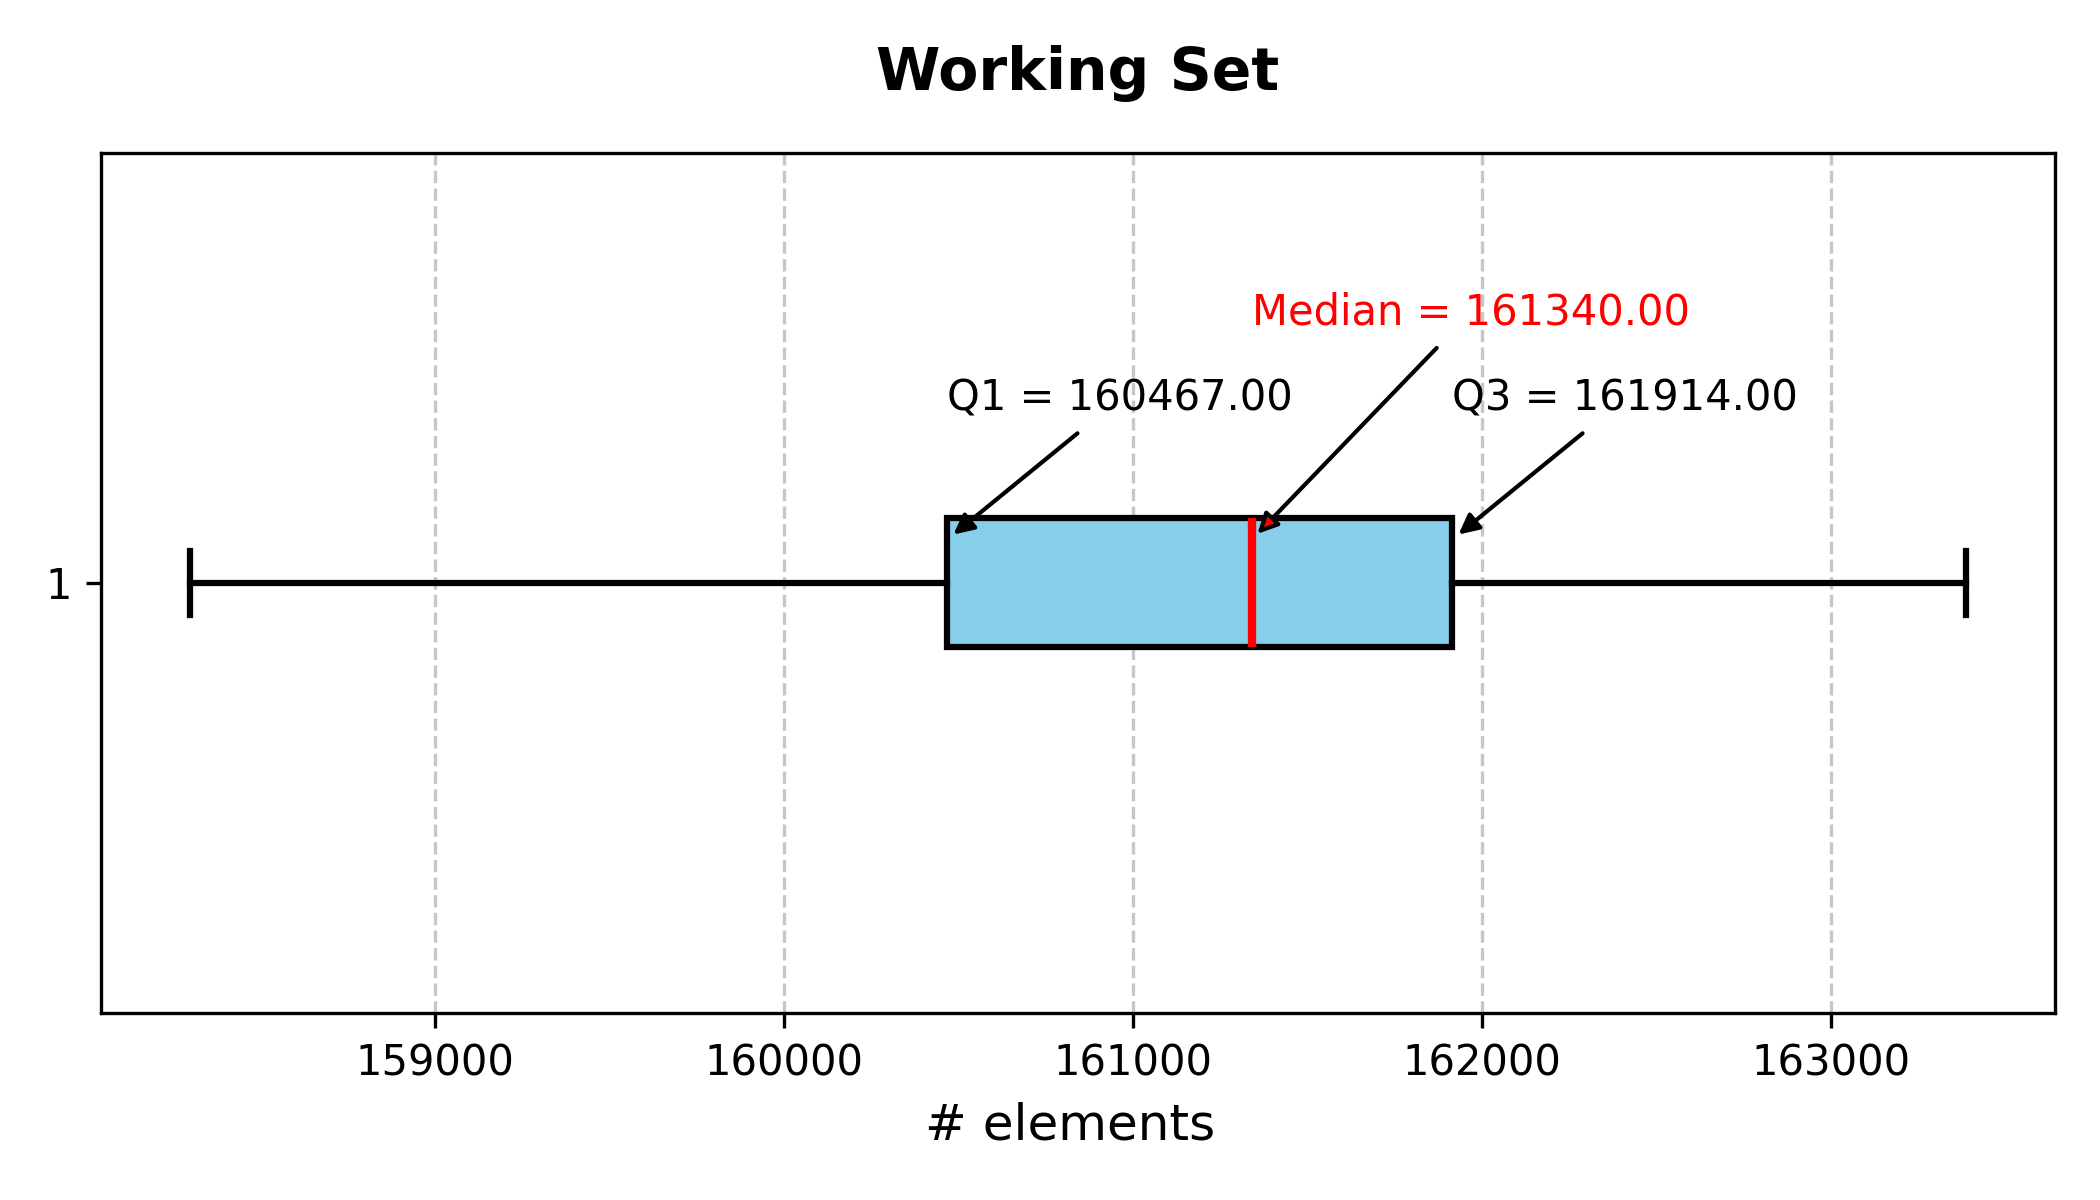 Working Set
Median = 161340.00
Q1 = 160467.00
Q3 = 161914.00
1
159000
160000
161000
162000
163000
# elements